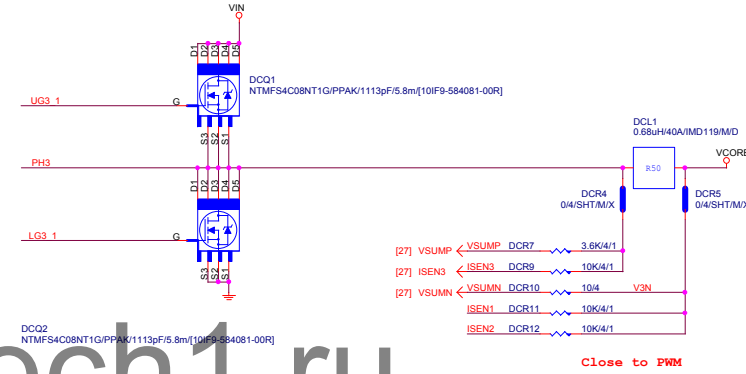 VIN
D1 D2 D3 D4 D5
DCQ1
NTMFS4C08NT1G/PPAK/1113pF/5.8m/[10IF9-584081-00R]
UG3_1
G
S3 S2 S1
DCL1
0.68uH/40A/IMD119/M/D
R50
VCORE
PH3
D1 D2 D3 D4 D5
DCR4
0/4/SHT/M/X
DCR5
0/4/SHT/M/X
LG3_1
G
S3 S2 S1
[27] VSUMP VSUMP DCR7 3.6K/4/1
[27] ISEN3 ISEN3 DCR9 10K/4/1
[27] VSUMN VSUMN DCR10 10/4 V3N
ISEN1 DCR11 10K/4/1
ISEN2 DCR12 10K/4/1
DCQ2
NTMFS4C08NT1G/PPAK/1113pF/5.8m/[10IF9-584081-00R]
Close to PWM